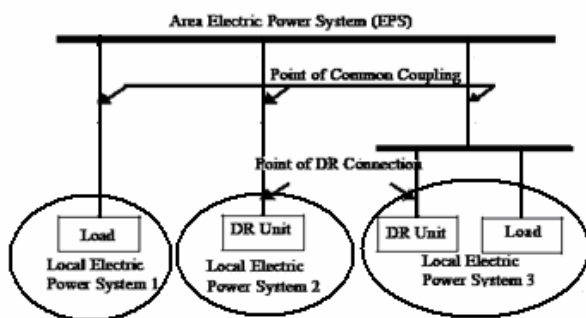 Area Electric Power System (EPS)
Point of Common Coupling
Point of DR Connection
Load
Local Electric
Power System 1
DR Unit
Local Electric
Power System 2
DR Unit
Load
Local Electric
Power System 3